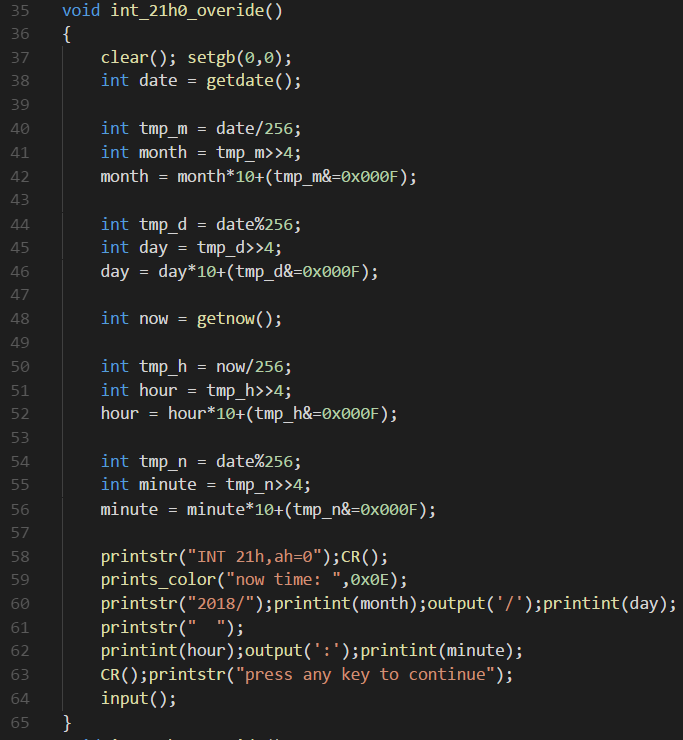 35 void int_21h0_overide()
36 {
37     clear(); setgb(0,0);
38     int date = getdate();
39
40     int tmp_m = date/256;
41     int month = tmp_m>>4;
42     month = month*10+(tmp_m&=0x000F);
43
44     int tmp_d = date%256;
45     int day = tmp_d>>4;
46     day = day*10+(tmp_d&=0x000F);
47
48     int now = getnow();
49
50     int tmp_h = now/256;
51     int hour = tmp_h>>4;
52     hour = hour*10+(tmp_h&=0x000F);
53
54     int tmp_n = date%256;
55     int minute = tmp_n>>4;
56     minute = minute*10+(tmp_n&=0x000F);
57
58     printstr("INT 21h,ah=0");CR();
59     prints_color("now time: ",0x0E);
60     printstr("2018/");printint(month);output('/');printint(day);
61     printstr("  ");
62     printint(hour);output(':');printint(minute);
63     CR();printstr("press any key to continue");
64     input();
65 }